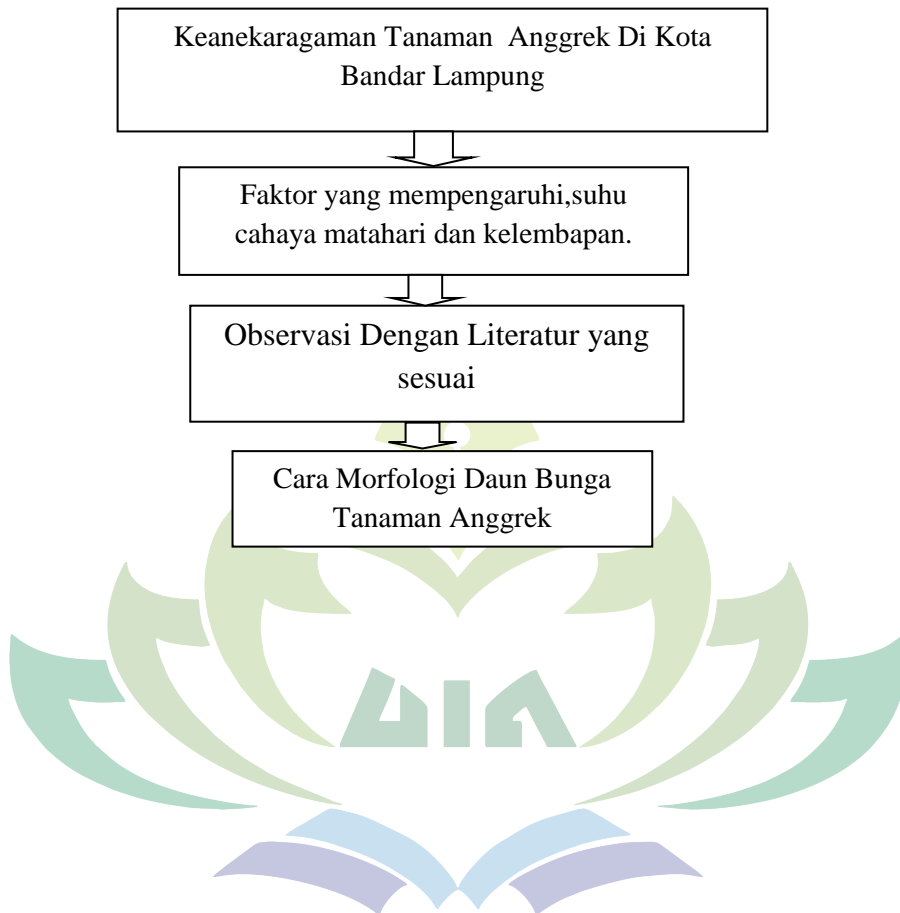 Keanekaragaman Tanaman Anggrek Di Kota
Bandar Lampung
Faktor yang mempengaruhi,suhu
cahaya matahari dan kelembapan.
Observasi Dengan Literatur yang
sesuai
Cara Morfologi Daun Bunga
Tanaman Anggrek
UIN